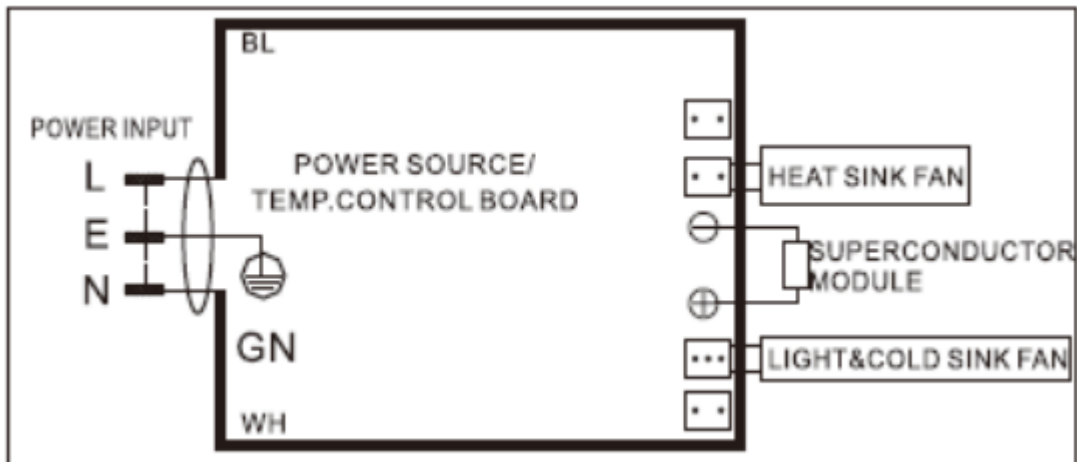 BL
POWER INPUT
L
E
N
POWER SOURCE/
TEMP.CONTROL BOARD
GN
WH
HEAT SINK FAN
SUPERCONDUCTOR
MODULE
LIGHT&COLD SINK FAN